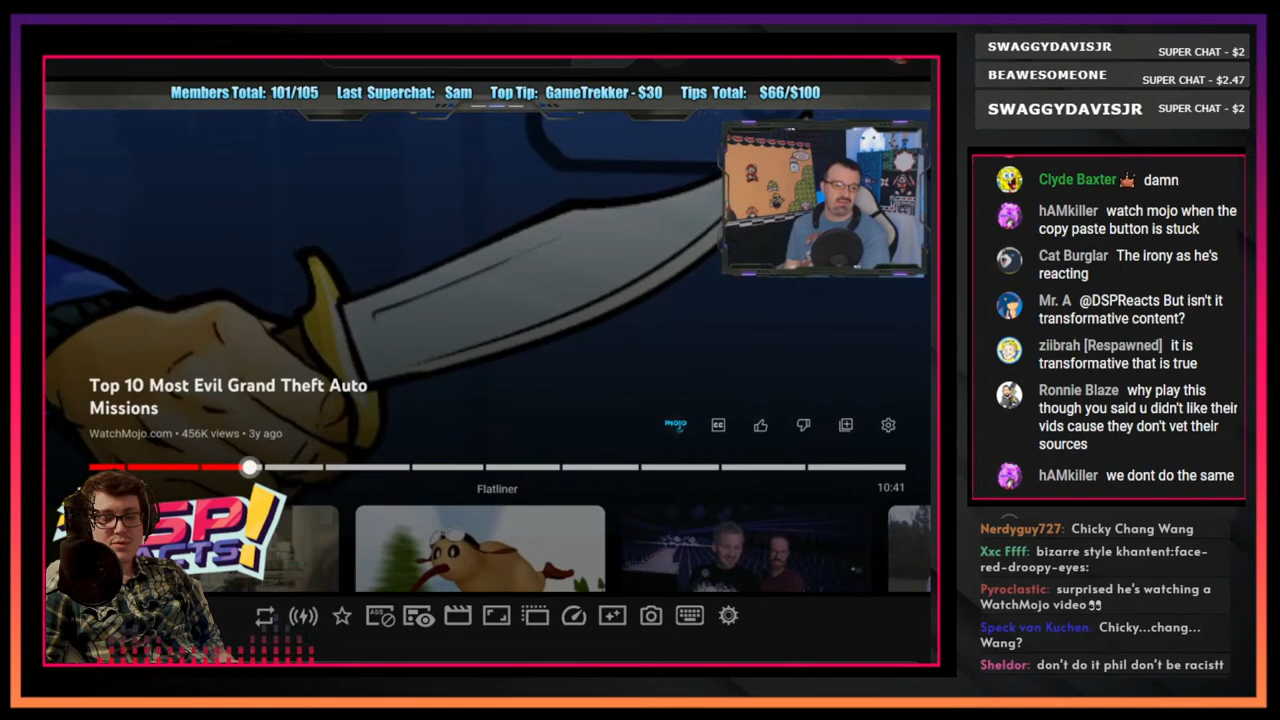 SWAGGYDAVISJR SUPER CHAT - $2
BEAWESOMEONE SUPER CHAT - $2.47
SWAGGYDAVISJR SUPER CHAT - $2
Members Total: 101/105 Last Superchat: Sam Top Tip: GameTrekker - $30 Tips Total: $66/$100
Top 10 Most Evil Grand Theft Auto
Missions
WatchMojo.com • 456K views • 3y ago
mojo
CC
Flatliner
10:41
SP!
ACTS!
ADS
Clyde Baxter damn
hAMkiller watch mojo when the
copy paste button is stuck
Cat Burglar The irony as he's
reacting
Mr. A @DSPReacts But isn't it
transformative content?
ziibrah [Respawned] it is
transformative that is true
Ronnie Blaze why play this
though you said u didn't like their
vids cause they don't vet their
sources
hAMkiller we dont do the same
Nerdyguy727: Chicky Chang Wang
Xxc Ffff: bizarre style khantent:face-
red-droopy-eyes:
Pyroclastic: surprised he's watching a
WatchMojo video👀
Speck van Kuchen: Chicky...chang...
Wang?
Sheldor: don't do it phil don't be racistt